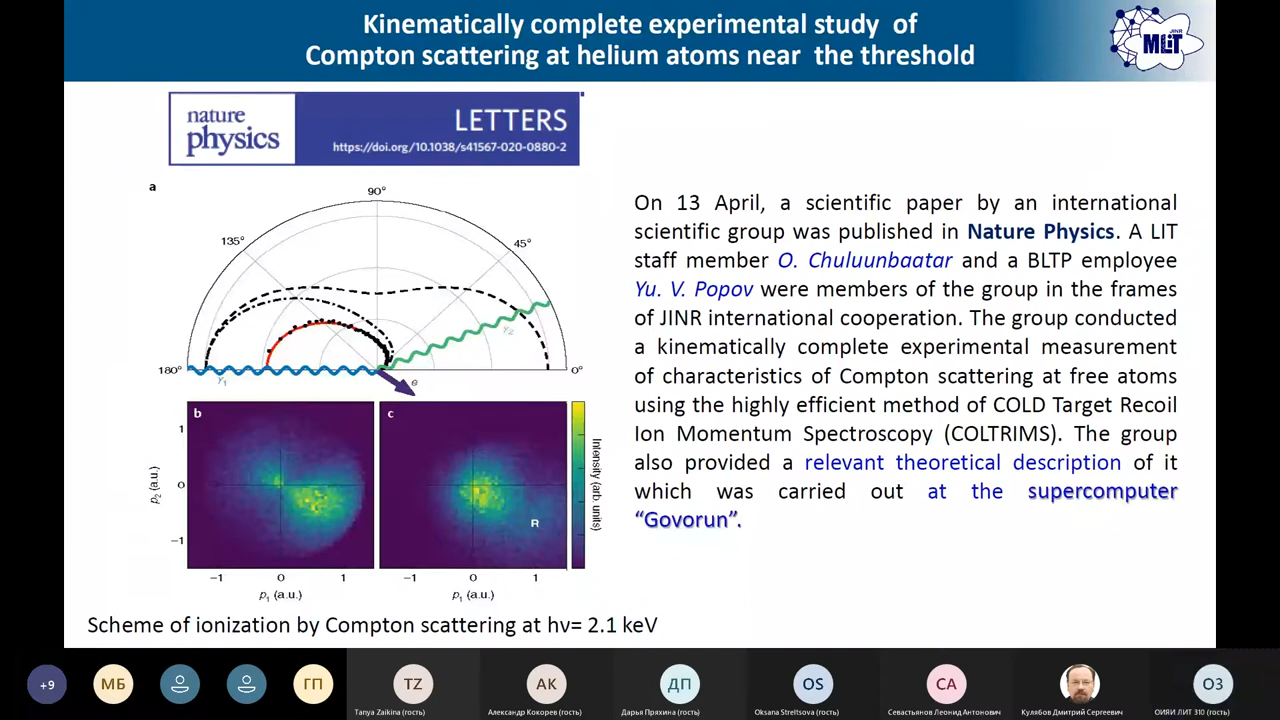 Kinematically complete experimental study of
Compton scattering at helium atoms near the threshold
JINR
MLIT
nature
physics
LETTERS
https://doi.org/10.1038/s41567-020-0880-2
a
90°
135°
45°
180°
0°
γ1
γ2
θ
b
c
1
0
−1
p2 (a.u.)
R
Intensity (arb. units)
−1 0 1
−1 0 1
p1 (a.u.)
p1 (a.u.)
Scheme of ionization by Compton scattering at hν= 2.1 keV
On 13 April, a scientific paper by an international
scientific group was published in Nature Physics. A LIT
staff member O. Chuluunbaatar and a BLTP employee
Yu. V. Popov were members of the group in the frames
of JINR international cooperation. The group conducted
a kinematically complete experimental measurement
of characteristics of Compton scattering at free atoms
using the highly efficient method of COLD Target Recoil
Ion Momentum Spectroscopy (COLTRIMS). The group
also provided a relevant theoretical description of it
which was carried out at the supercomputer
“Govorun”.
+9
МБ
ГП
TZ
АК
ДП
OS
СА
ОЗ
Tanya Zaikina (гость)
Александр Кокорев (гость)
Дарья Пряхина (гость)
Oksana Streltsova (гость)
Севастьянов Леонид Антонович
Кулябов Дмитрий Сергеевич
ОИЯИ ЛИТ 310 (гость)